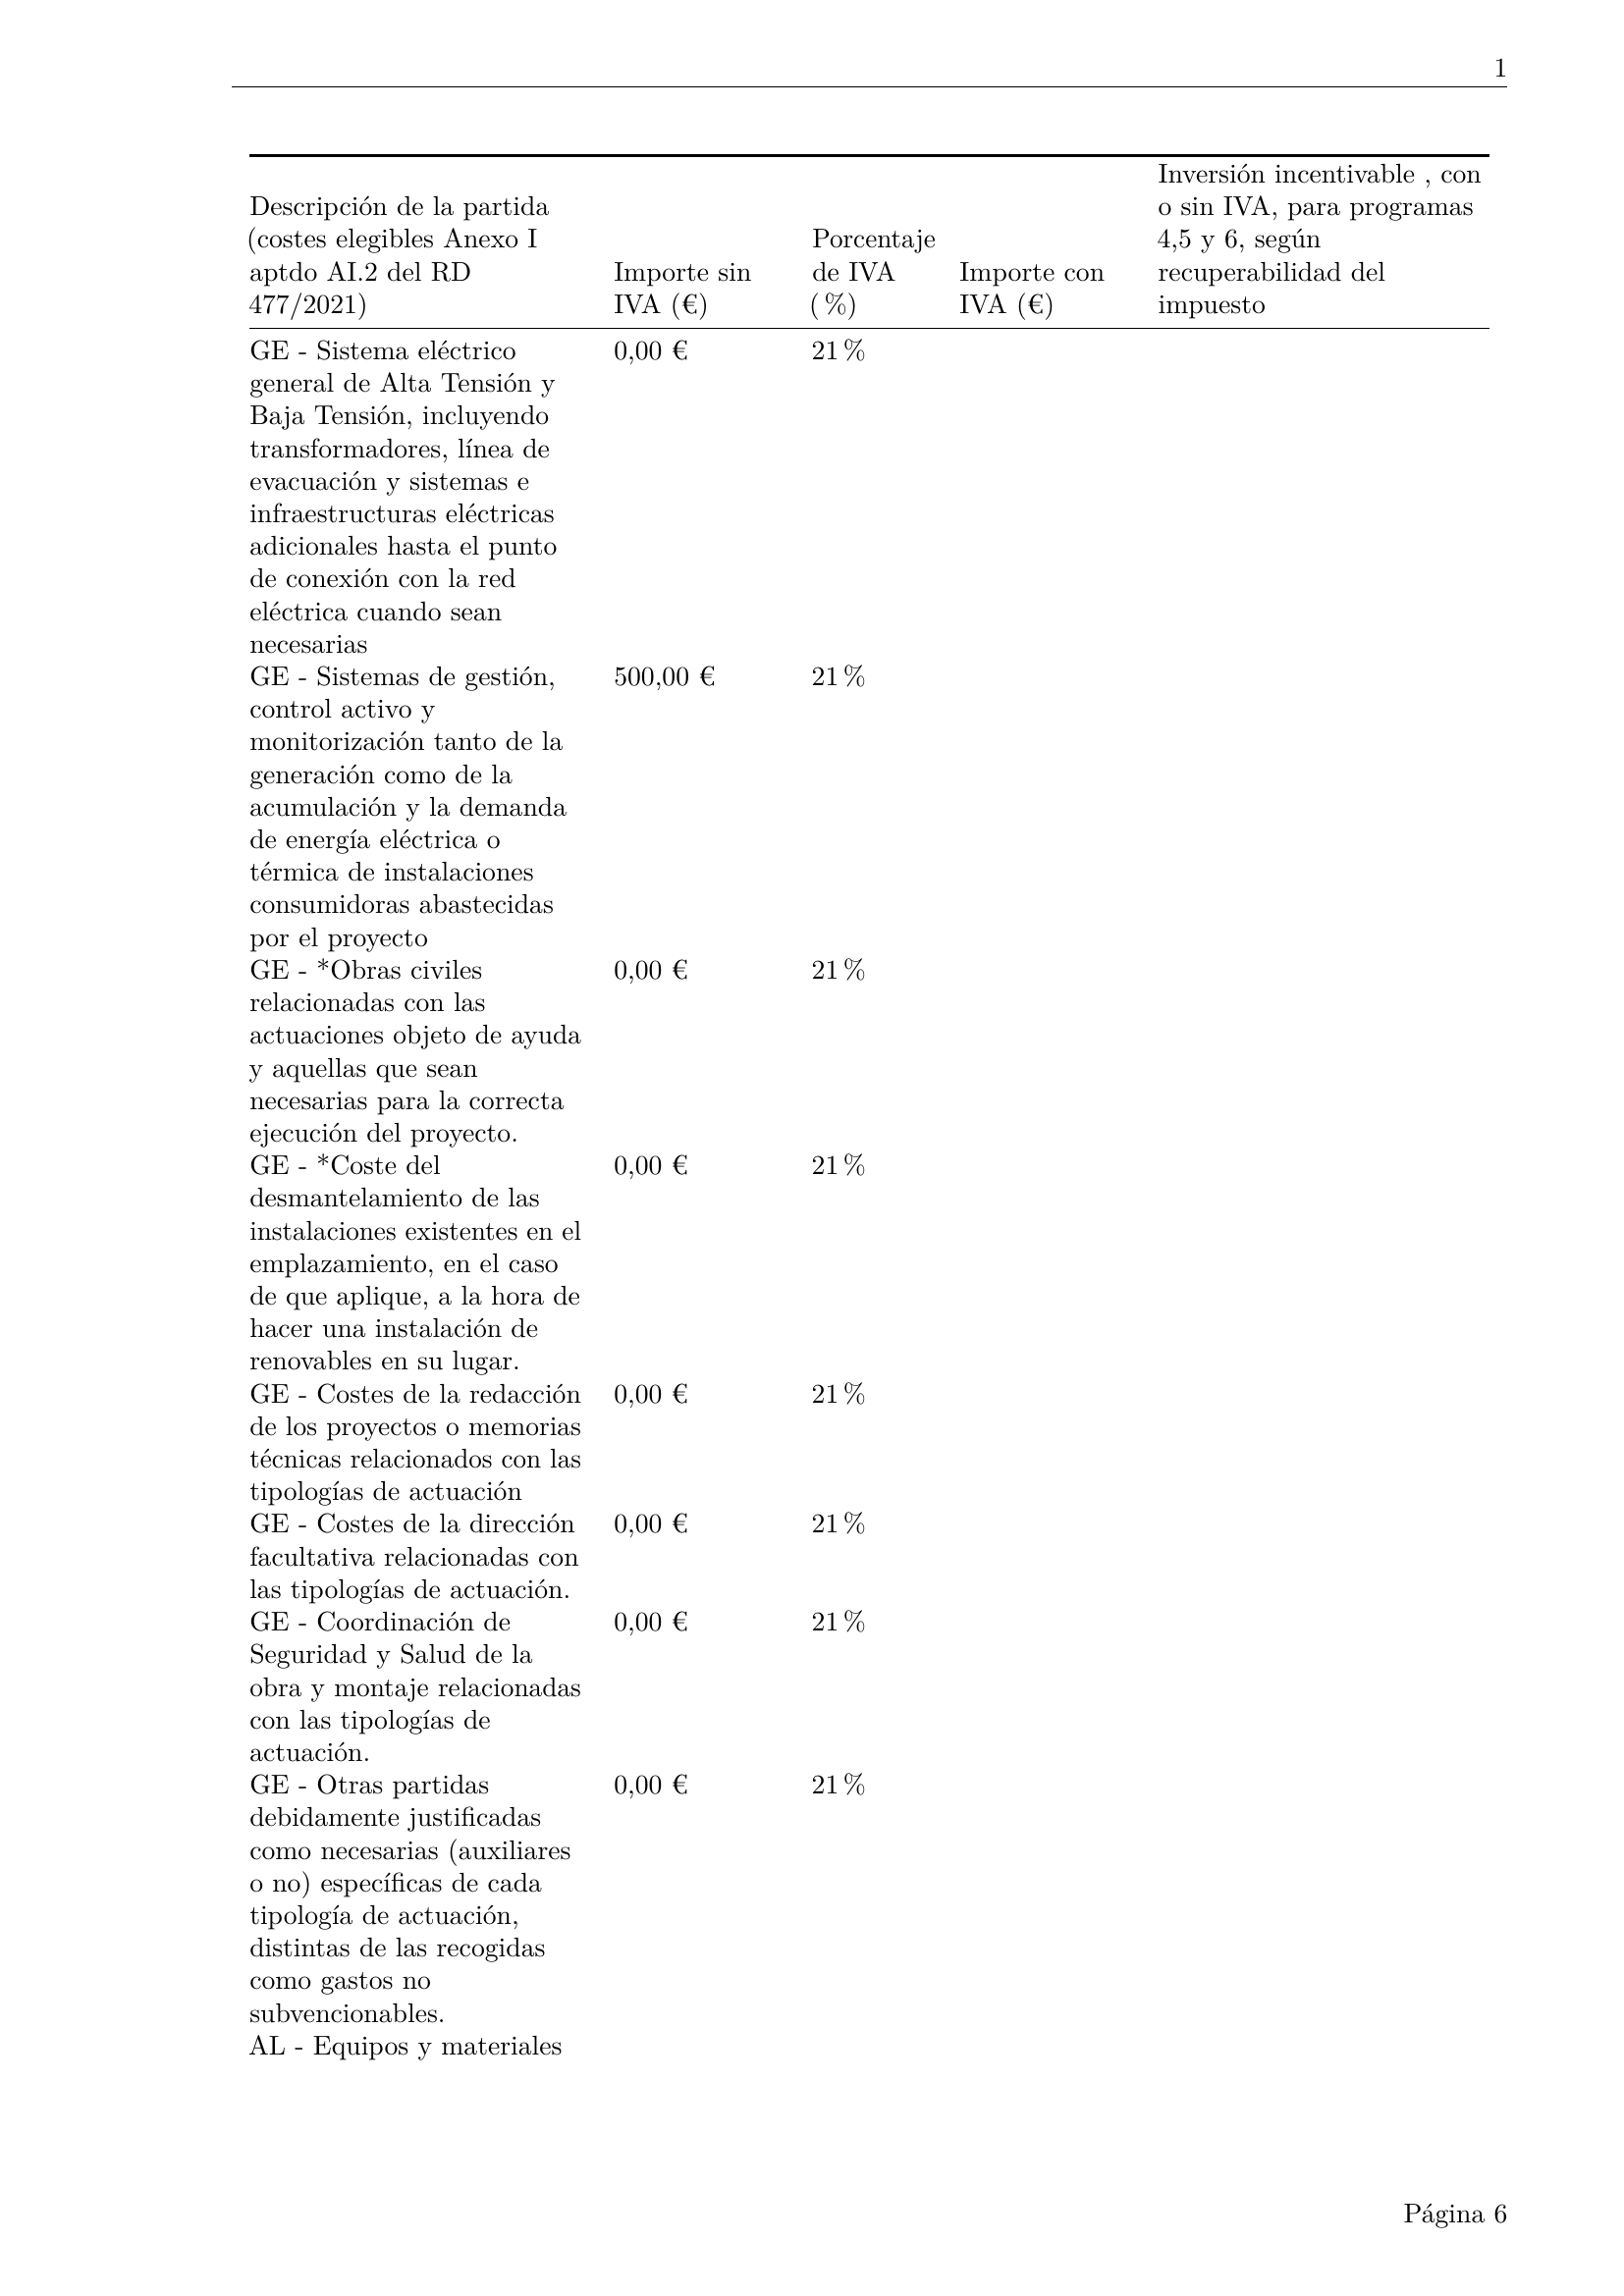 1
Inversión incentivable , con
Descripción de la partida o sin IVA, para programas
(costes elegibles Anexo I Porcentaje 4,5 y 6, según
aptdo AI.2 del RD Importe sin de IVA Importe con recuperabilidad del
477/2021) IVA (€) (%) IVA (€) impuesto
GE - Sistema eléctrico 0,00 € 21 %
general de Alta Tensión y
Baja Tensión, incluyendo
transformadores, línea de
evacuación y sistemas e
infraestructuras eléctricas
adicionales hasta el punto
de conexión con la red
eléctrica cuando sean
necesarias
GE - Sistemas de gestión, 500,00 € 21 %
control activo y
monitorización tanto de la
generación como de la
acumulación y la demanda
de energía eléctrica o
térmica de instalaciones
consumidoras abastecidas
por el proyecto
GE - *Obras civiles 0,00 € 21 %
relacionadas con las
actuaciones objeto de ayuda
y aquellas que sean
necesarias para la correcta
ejecución del proyecto.
GE - *Coste del 0,00 € 21 %
desmantelamiento de las
instalaciones existentes en el
emplazamiento, en el caso
de que aplique, a la hora de
hacer una instalación de
renovables en su lugar.
GE - Costes de la redacción 0,00 € 21 %
de los proyectos o memorias
técnicas relacionados con las
tipologías de actuación
GE - Costes de la dirección 0,00 € 21 %
facultativa relacionadas con
las tipologías de actuación.
GE - Coordinación de 0,00 € 21 %
Seguridad y Salud de la
obra y montaje relacionadas
con las tipologías de
actuación.
GE - Otras partidas 0,00 € 21 %
debidamente justificadas
como necesarias (auxiliares
o no) específicas de cada
tipología de actuación,
distintas de las recogidas
como gastos no
subvencionables.
AL - Equipos y materiales
Página 6